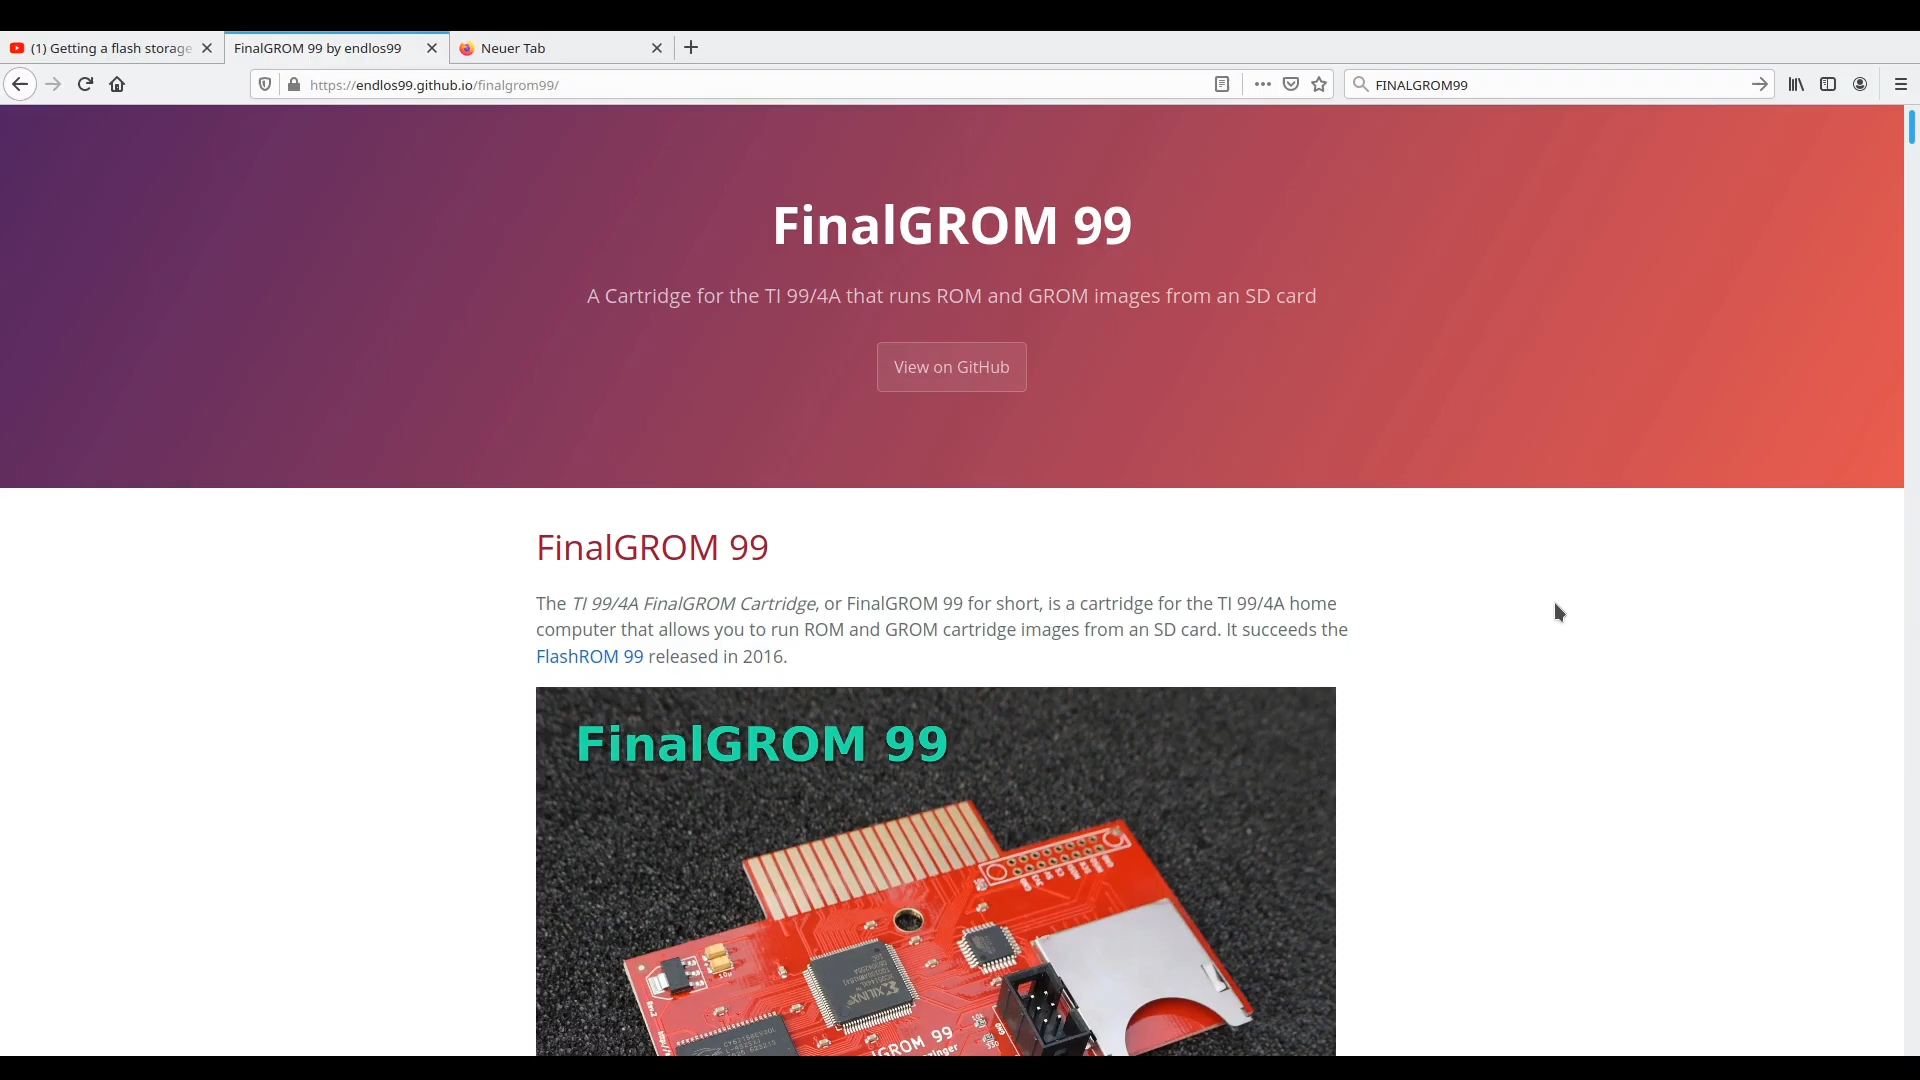 (1) Getting a flash storage
FinalGROM 99 by endlos99
Neuer Tab
https://endlos99.github.io/finalgrom99/
FINALGROM99
FinalGROM 99
A Cartridge for the TI 99/4A that runs ROM and GROM images from an SD card
View on GitHub
FinalGROM 99
The TI 99/4A FinalGROM Cartridge, or FinalGROM 99 for short, is a cartridge for the TI 99/4A home
computer that allows you to run ROM and GROM cartridge images from an SD card. It succeeds the
FlashROM 99 released in 2016.
FinalGROM 99
XILINX
GROM 99